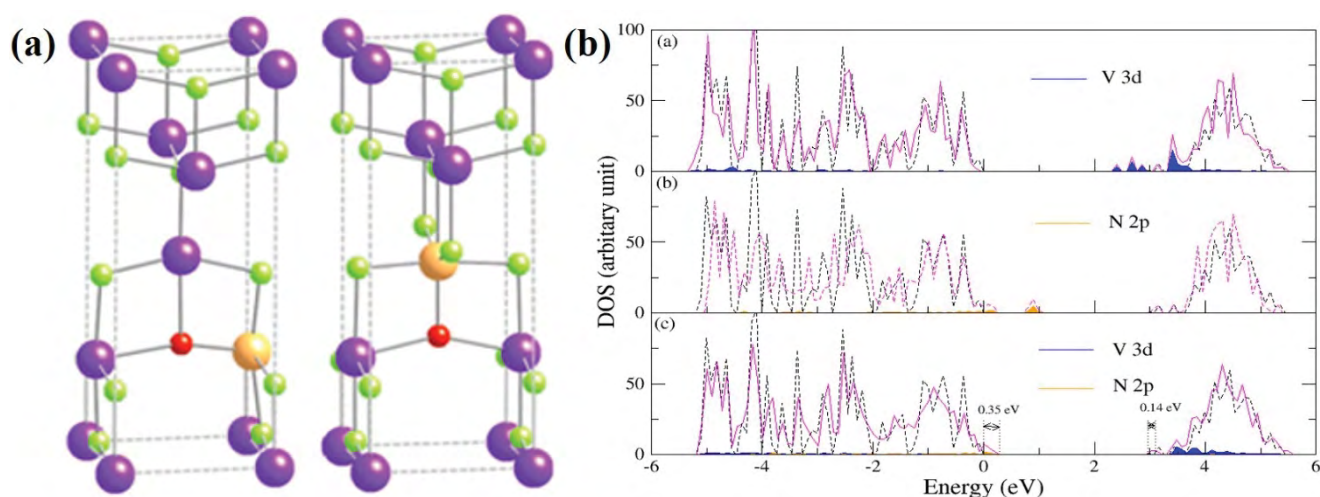 (a)
(b)
100
(a)
V 3d
50
0
(b)
N 2p
50
0
(c)
V 3d
N 2p
50
0.35 eV
0.14 eV
0
-6 -4 -2 0 2 4 6
DOS (arbitary unit)
Energy (eV)